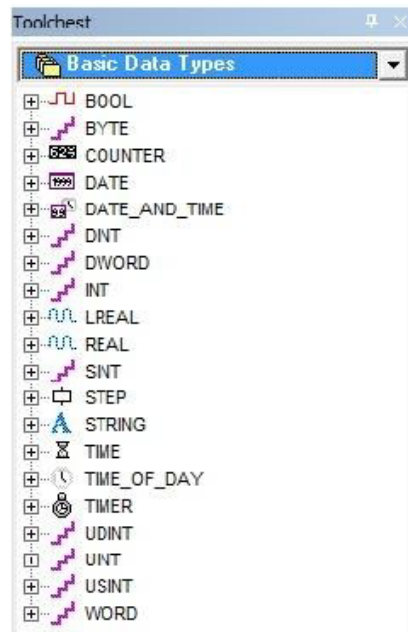 Toolchest
Basic Data Types
BOOL
BYTE
COUNTER
DATE
DATE_AND_TIME
DNT
DWORD
INT
LREAL
REAL
SNT
STEP
STRING
TIME
TIME_OF_DAY
TIMER
UDINT
UNT
USINT
WORD